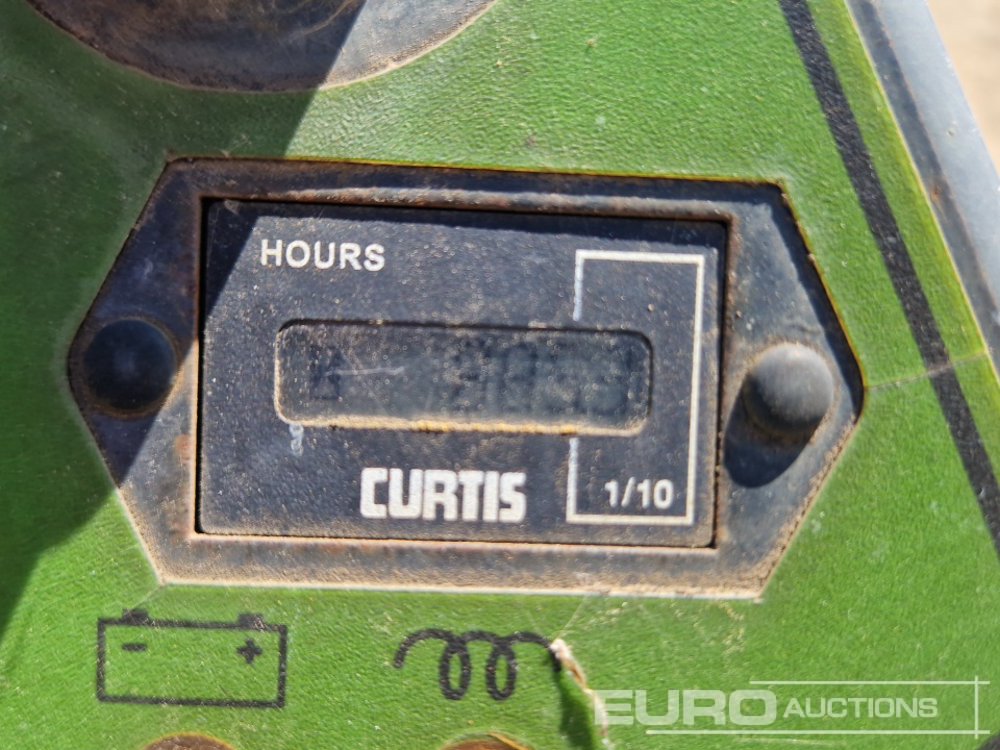 HOURS
CURTIS
1/10
- +
EURO AUCTIONS